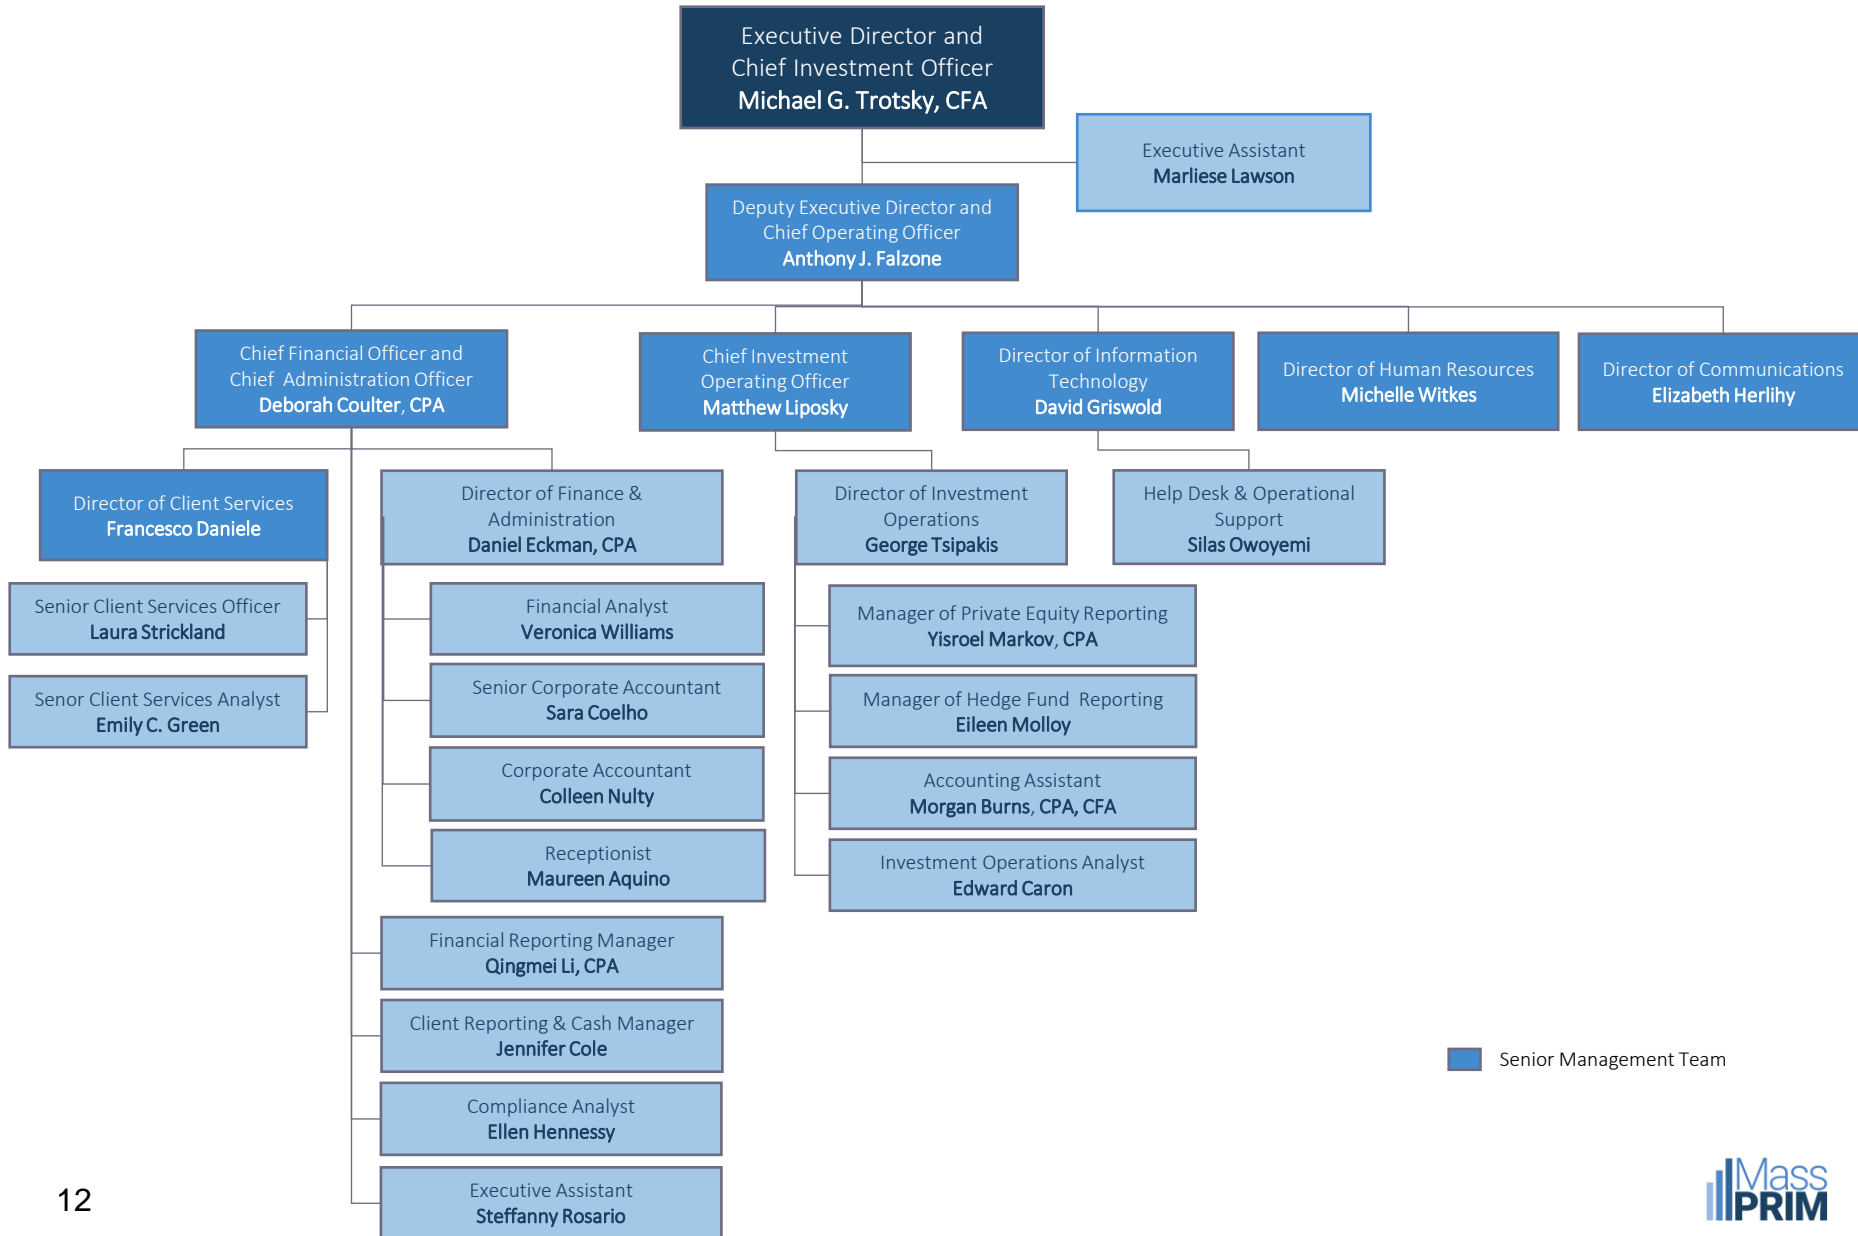 Executive Director and
Chief Investment Officer
Michael G. Trotsky, CFA
Executive Assistant
Marliese Lawson
Deputy Executive Director and
Chief Operating Officer
Anthony J. Falzone
Chief Financial Officer and
Chief Administration Officer
Deborah Coulter, CPA
Chief Investment
Operating Officer
Matthew Liposky
Director of Information
Technology
David Griswold
Director of Human Resources
Michelle Witkes
Director of Communications
Elizabeth Herlihy
Director of Client Services
Francesco Daniele
Director of Finance &
Administration
Daniel Eckman, CPA
Director of Investment
Operations
George Tsipakis
Help Desk & Operational
Support
Silas Owoyemi
Senior Client Services Officer
Laura Strickland
Senor Client Services Analyst
Emily C. Green
Financial Analyst
Veronica Williams
Senior Corporate Accountant
Sara Coelho
Corporate Accountant
Colleen Nulty
Receptionist
Maureen Aquino
Manager of Private Equity Reporting
Yisroel Markov, CPA
Manager of Hedge Fund Reporting
Eileen Molloy
Accounting Assistant
Morgan Burns, CPA, CFA
Investment Operations Analyst
Edward Caron
Financial Reporting Manager
Qingmei Li, CPA
Client Reporting & Cash Manager
Jennifer Cole
Compliance Analyst
Ellen Hennessy
Executive Assistant
Steffanny Rosario
Senior Management Team
12
Mass
PRIM